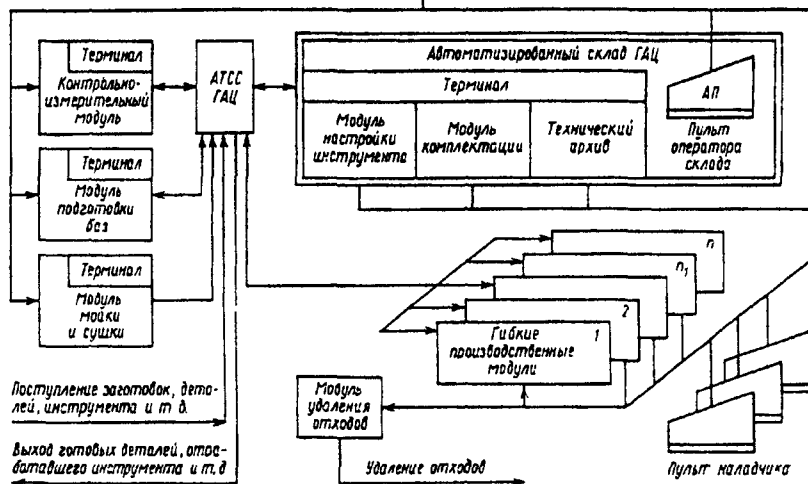 Терминал
Контрольно-
измерительный
модуль
АТСС
ГАЦ
Автоматизированный склад ГАЦ
Терминал
Модуль
настройки
инструмента
Модуль
комплектации
Технический
архив
АП
Пульт
оператора
склада
Терминал
Модуль
подготовки
баз
Терминал
Модуль
мойки
и сушки
n
n₁
2
1
Гибкие
производственные
модули
Поступление заготовок, дета-
лей, инструмента и т д.
Модуль
удаления
отходов
Выход готовых деталей, отра-
ботавшего инструмента и т.д
Удаление отходов
Пульт наладчика